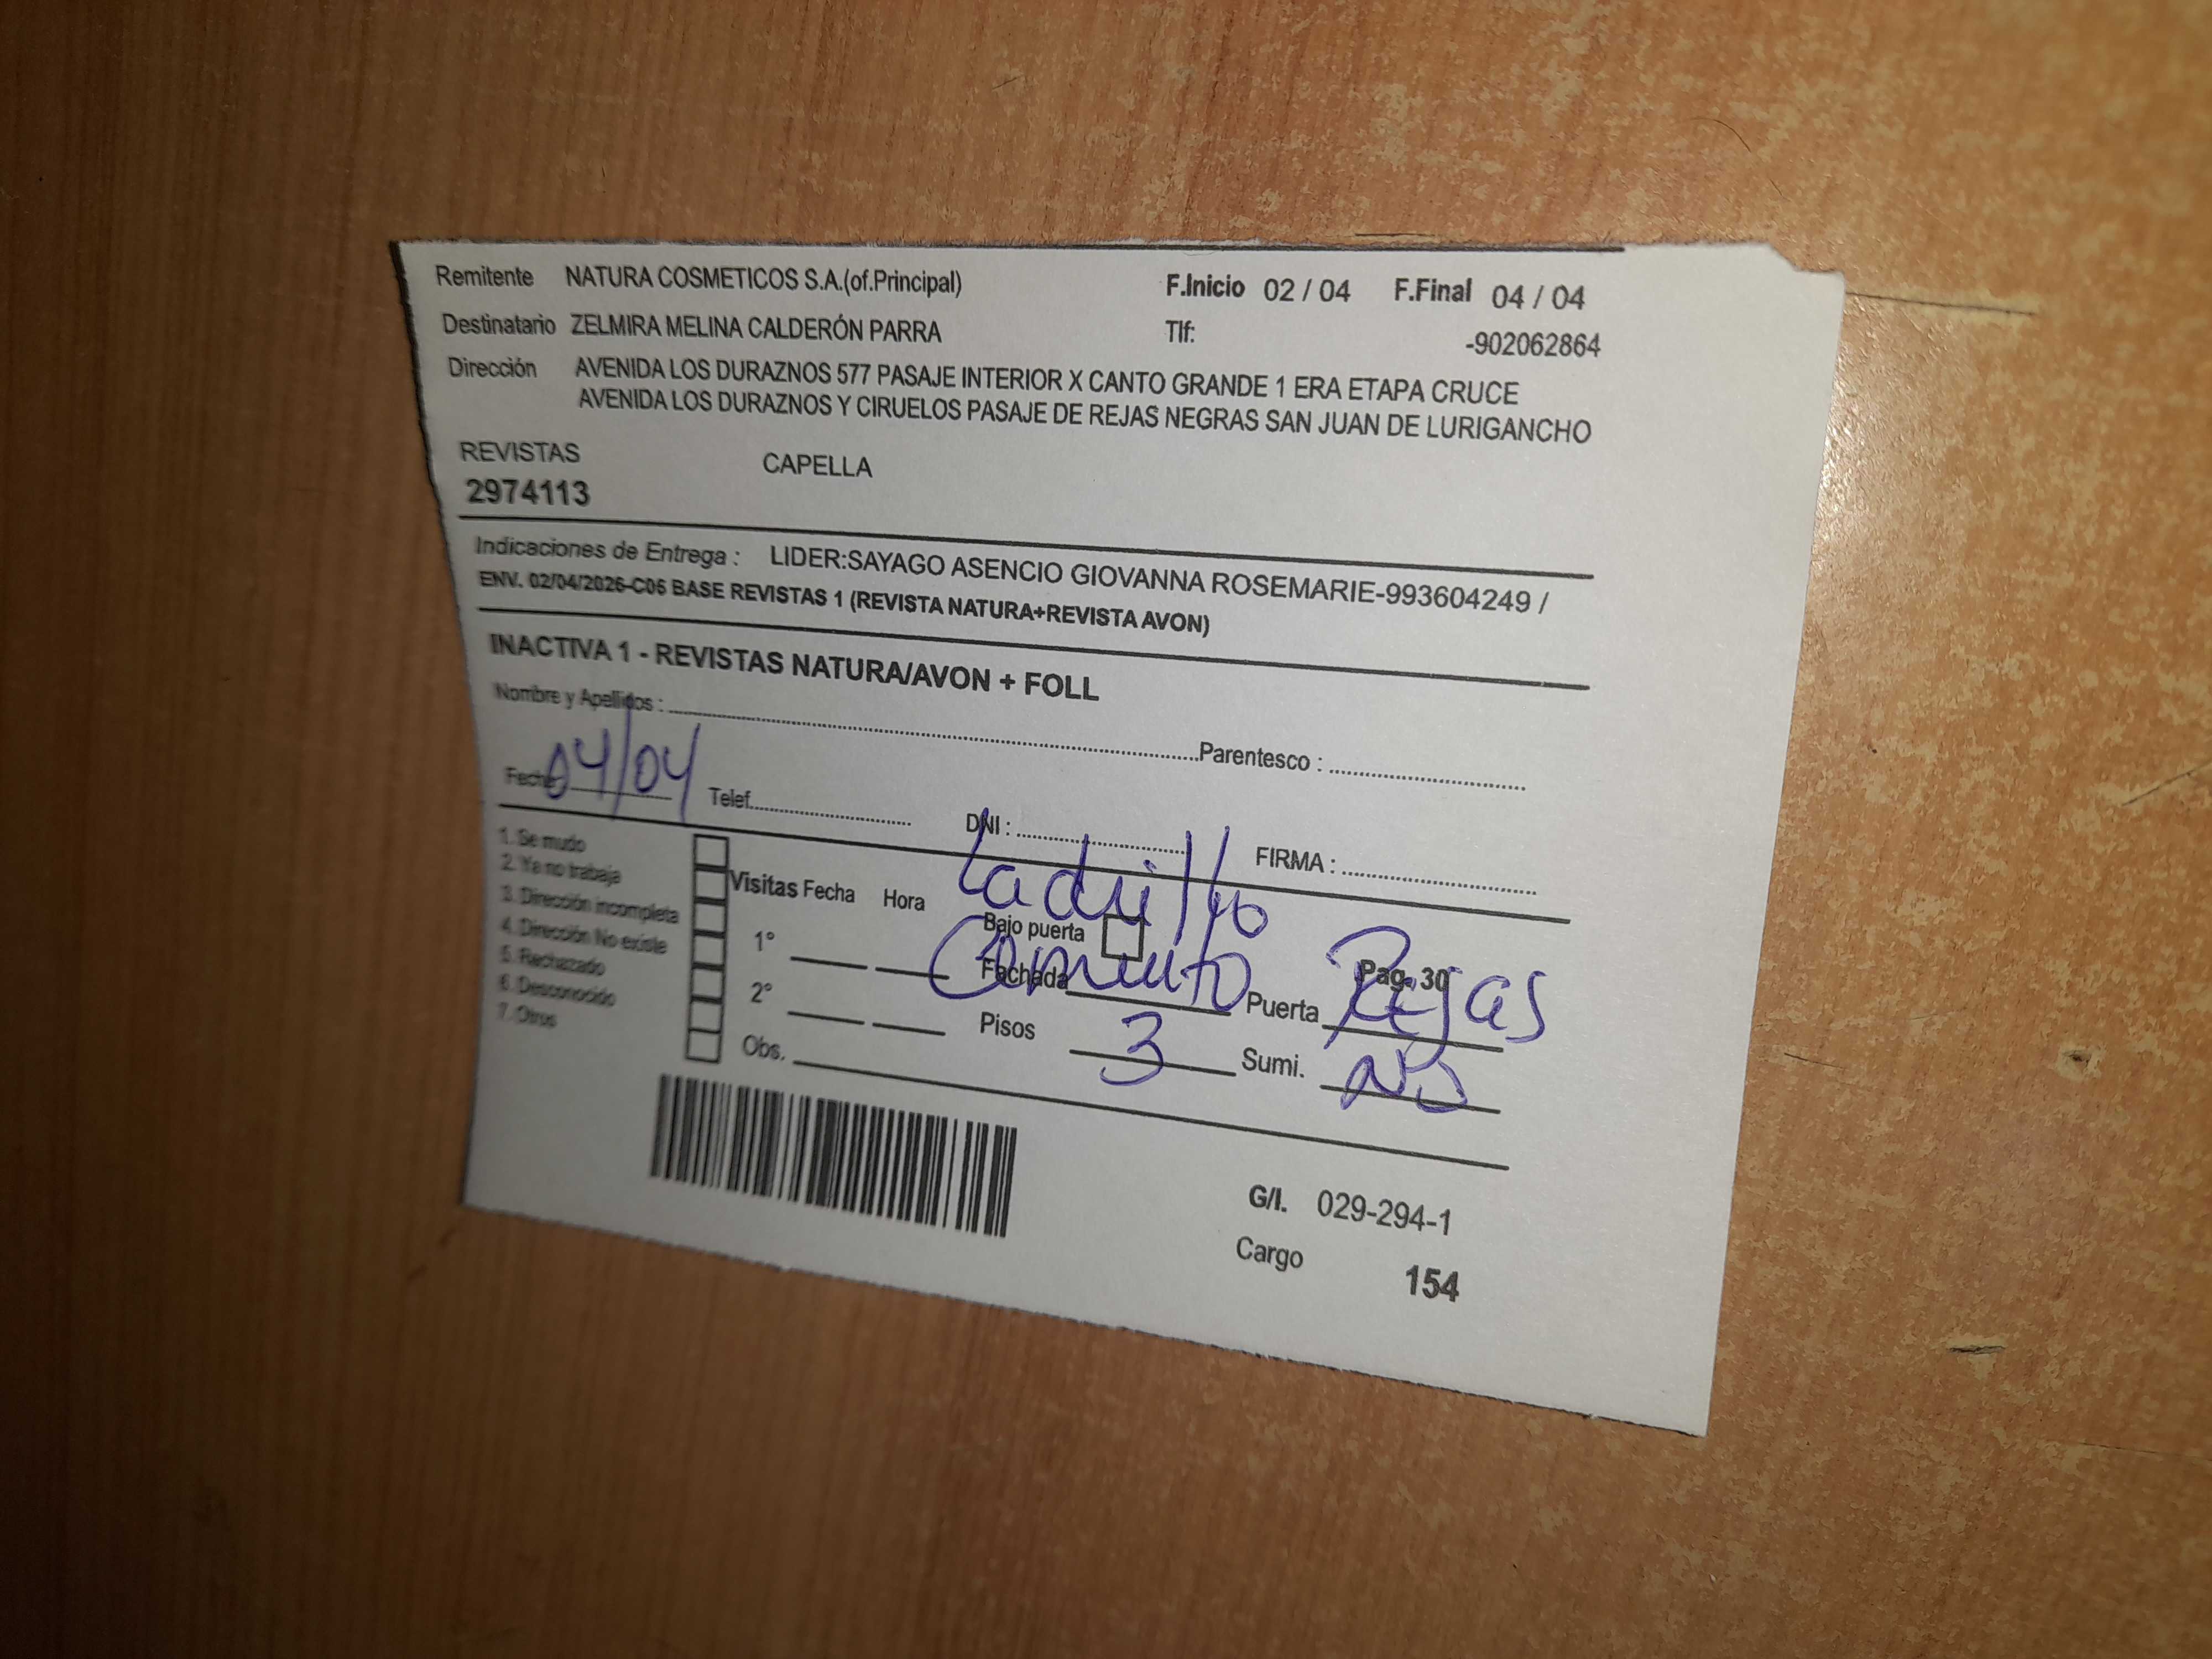 Remitente NATURA COSMETICOS S.A.(of.Principal) F.Inicio 02 / 04 F.Final 04 / 04
Destinatario ZELMIRA MELINA CALDERÓN PARRA Tlf: -902062864
Dirección AVENIDA LOS DURAZNOS 577 PASAJE INTERIOR X CANTO GRANDE 1 ERA ETAPA CRUCE
AVENIDA LOS DURAZNOS Y CIRUELOS PASAJE DE REJAS NEGRAS SAN JUAN DE LURIGANCHO
REVISTAS CAPELLA
2974113
Indicaciones de Entrega : LIDER:SAYAGO ASENCIO GIOVANNA ROSEMARIE-993604249 /
ENV. 02/04/2026-C05 BASE REVISTAS 1 (REVISTA NATURA+REVISTA AVON)
INACTIVA 1 - REVISTAS NATURA/AVON + FOLL
Nombre y Apellidos : Parentesco :
Fecha 04/04 Telef. DNI : FIRMA :
1. Se mudo
2. Ya no trabaja
3. Dirección incompleta
4. Dirección No existe
5. Rechazado
6. Desconocido
7. Otros
Visitas Fecha Hora
1°
2°
Obs.
Ladrillo
Bajo puerta
Fachada Cemento Puerta Rejas
Pag. 30
Pisos 3 Sumi. NO
G/I. 029-294-1
Cargo 154